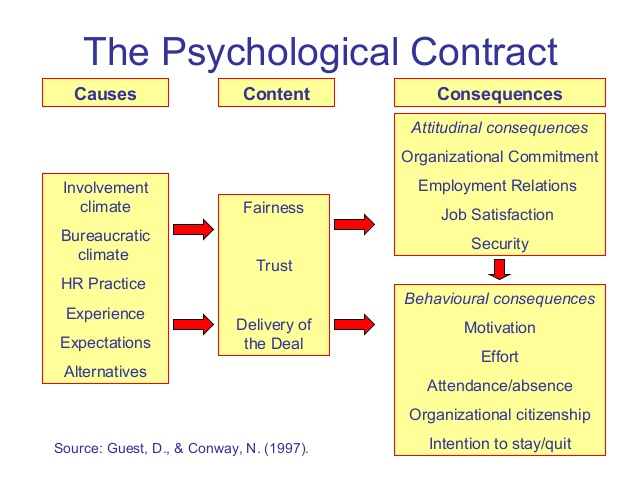 The Psychological Contract
Causes
Content
Consequences
Involvement
climate
Bureaucratic
climate
HR Practice
Experience
Expectations
Alternatives
Fairness
Trust
Delivery of
the Deal
Attitudinal consequences
Organizational Commitment
Employment Relations
Job Satisfaction
Security
Behavioural consequences
Motivation
Effort
Attendance/absence
Organizational citizenship
Intention to stay/quit
Source: Guest, D., & Conway, N. (1997).